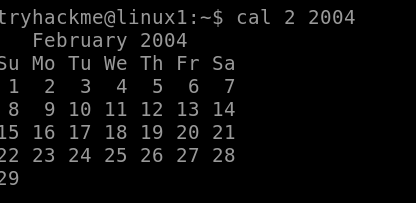 tryhackme@linux1:~$ cal 2 2004
   February 2004
Su Mo Tu We Th Fr Sa
 1  2  3  4  5  6  7
 8  9 10 11 12 13 14
15 16 17 18 19 20 21
22 23 24 25 26 27 28
29